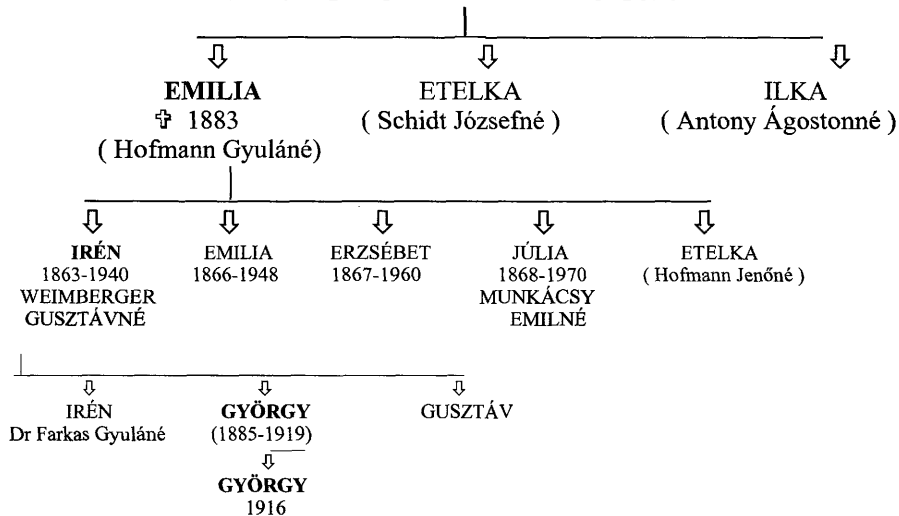 EMILIA ETELKA ILKA
✞ 1883 ( Schidt Józsefné ) ( Antony Ágostonné )
( Hofmann Gyuláné)
IRÉN EMILIA ERZSÉBET JÚLIA ETELKA
1863-1940 1866-1948 1867-1960 1868-1970 ( Hofmann Jenőné )
WEIMBERGER MUNKÁCSY
GUSZTÁVNÉ EMILNÉ
IRÉN GYÖRGY GUSZTÁV
Dr Farkas Gyuláné (1885-1919)
GYÖRGY
1916